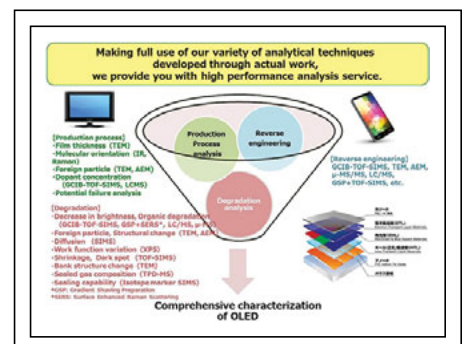 Making full use of our variety of analytical techniques
developed through actual work,
we provide you with high performance analysis service.
[Production process]
-Film thickness (TEM)
-Molecular orientation (IR,
Raman)
-Foreign particle (TEM, AEM)
-Dopant concentration
(GCIB-TOF-SIMS, LCMS)
-Potential failure analysis
Production
Process
analysis
Reverse
engineering
Degradation
analysis
[Reverse engineering]
GCIB-TOF-SIMS, TEM, AEM,
μ-MS/MS, LC/MS,
GSP+TOF-SIMS, etc.
[Degradation]
-Decrease in brightness, Organic degradation
(GCIB-TOF-SIMS, GSP+SERS*, LC/MS,
-Foreign particle, Structural change (TEM, AEM)
-Diffusion (SIMS)
-Work function variation (XPS)
-Shrinkage, Dark spot (TOF-SIMS)
-Bank structure change (TEM)
-Sealed gas composition (TPD-MS)
-Sealing capability (Isotope marker SIMS)
*GSP: Gradient Shaving Preparation
*SERS: Surface Enhanced Raman Scattering
Comprehensive characterization
of OLED